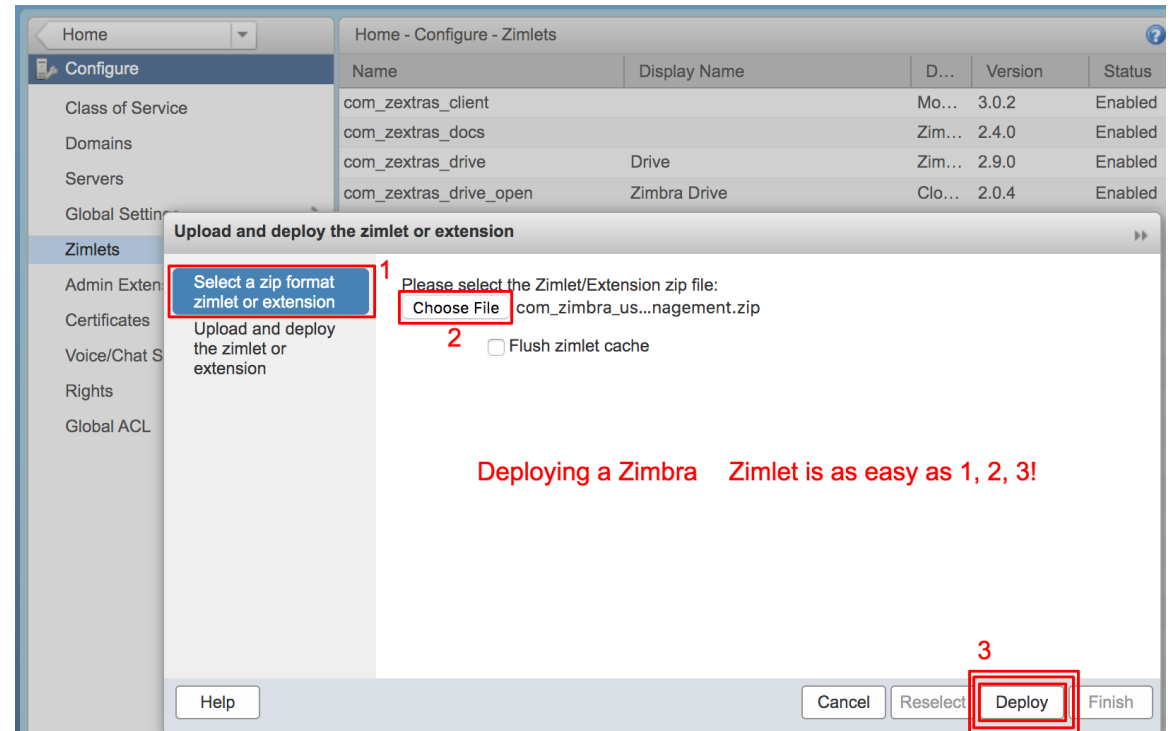 Home
Home - Configure - Zimlets
?
Configure
Name Display Name D... Version Status
Class of Service
com_zextras_client Mo... 3.0.2 Enabled
Domains
com_zextras_docs Zim... 2.4.0 Enabled
Servers
com_zextras_drive Drive Zim... 2.9.0 Enabled
com_zextras_drive_open Zimbra Drive Clo... 2.0.4 Enabled
Global Settings
Zimlets
Admin Exten
Certificates
Voice/Chat S
Rights
Global ACL
Upload and deploy the zimlet or extension
Select a zip format
zimlet or extension
1
Upload and deploy
the zimlet or
extension
Please select the Zimlet/Extension zip file:
Choose File com_zimbra_us...nagement.zip
2
Flush zimlet cache
Deploying a Zimbra Zimlet is as easy as 1, 2, 3!
3
Help Cancel Reselect Deploy Finish